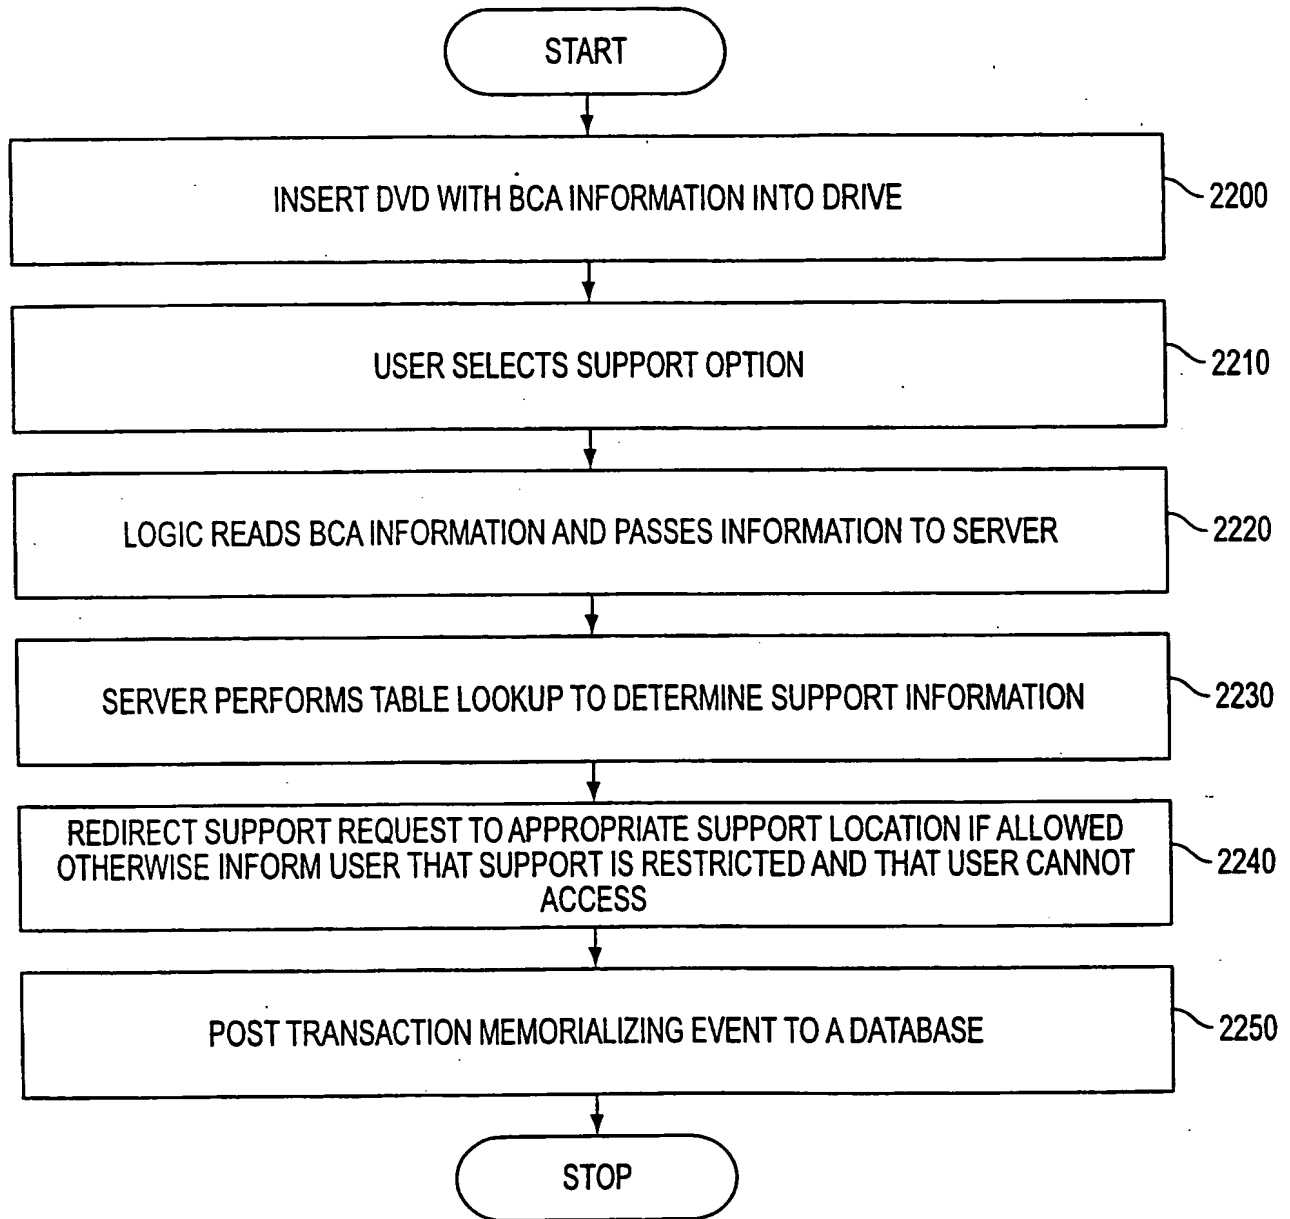 START
INSERT DVD WITH BCA INFORMATION INTO DRIVE
2200
USER SELECTS SUPPORT OPTION
2210
LOGIC READS BCA INFORMATION AND PASSES INFORMATION TO SERVER
2220
SERVER PERFORMS TABLE LOOKUP TO DETERMINE SUPPORT INFORMATION
2230
REDIRECT SUPPORT REQUEST TO APPROPRIATE SUPPORT LOCATION IF ALLOWED
OTHERWISE INFORM USER THAT SUPPORT IS RESTRICTED AND THAT USER CANNOT
ACCESS
2240
POST TRANSACTION MEMORIALIZING EVENT TO A DATABASE
2250
STOP